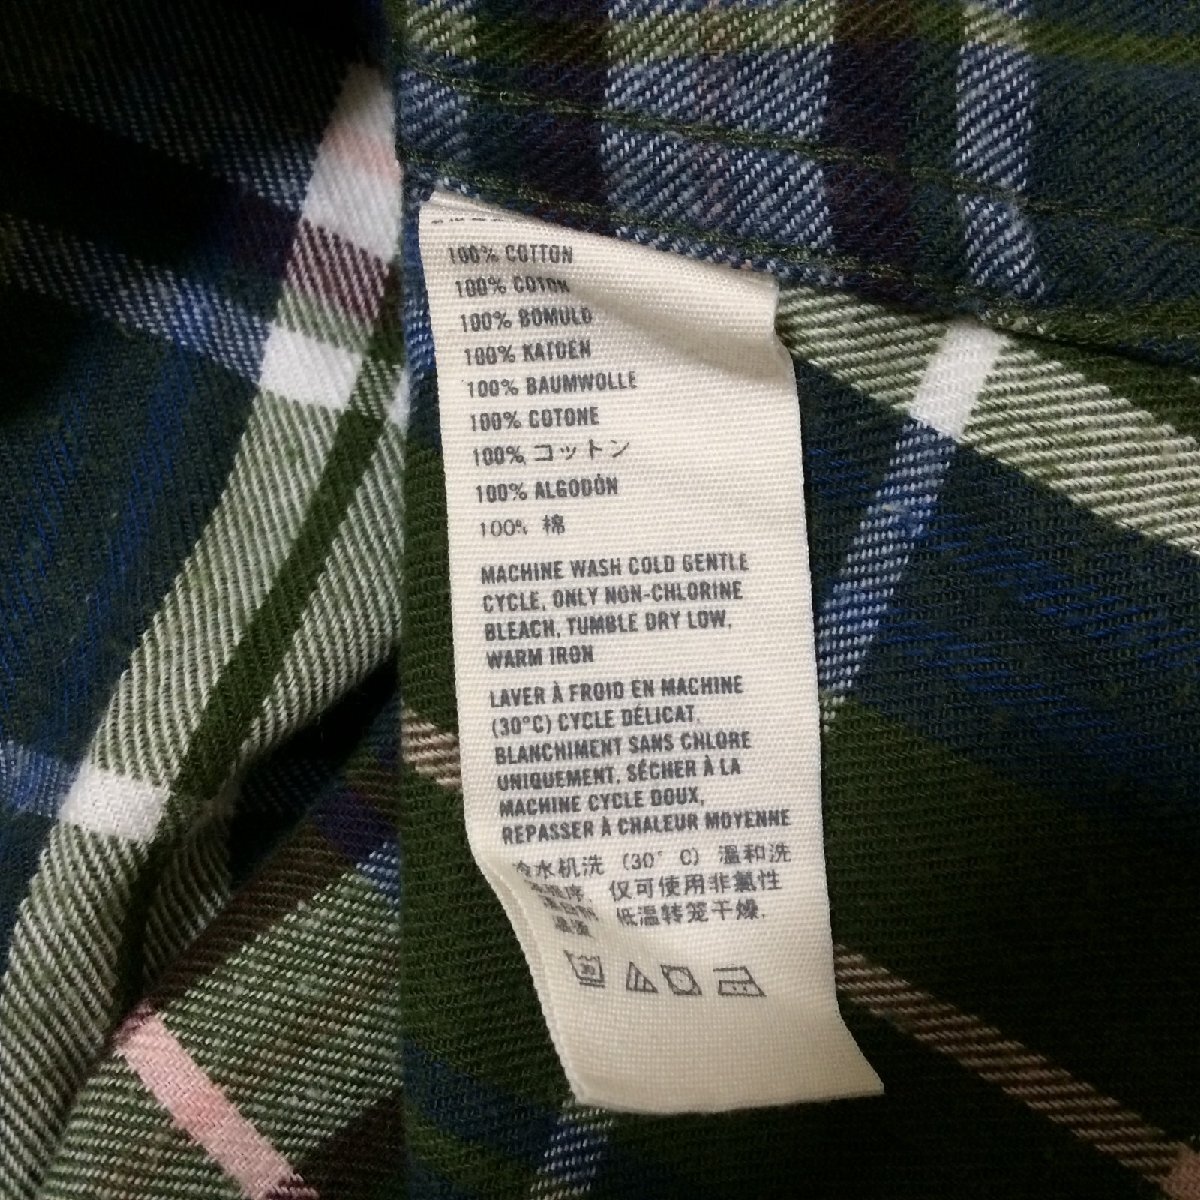 100% COTTON
100% COTON
100% BOMULD
100% KATOEN
100% BAUMWOLLE
100% COTONE
100% コットン
100% ALGODÓN
100% 棉
MACHINE WASH COLD GENTLE
CYCLE, ONLY NON-CHLORINE
BLEACH, TUMBLE DRY LOW,
WARM IRON
LAVER À FROID EN MACHINE
(30°C) CYCLE DÉLICAT.
BLANCHIMENT SANS CHLORE
UNIQUEMENT. SÉCHER À LA
MACHINE CYCLE DOUX,
REPASSER À CHALEUR MOYENNE
冷水机洗 (30°C) 温和洗
仅可使用非氯性
低温转笼干燥.
30